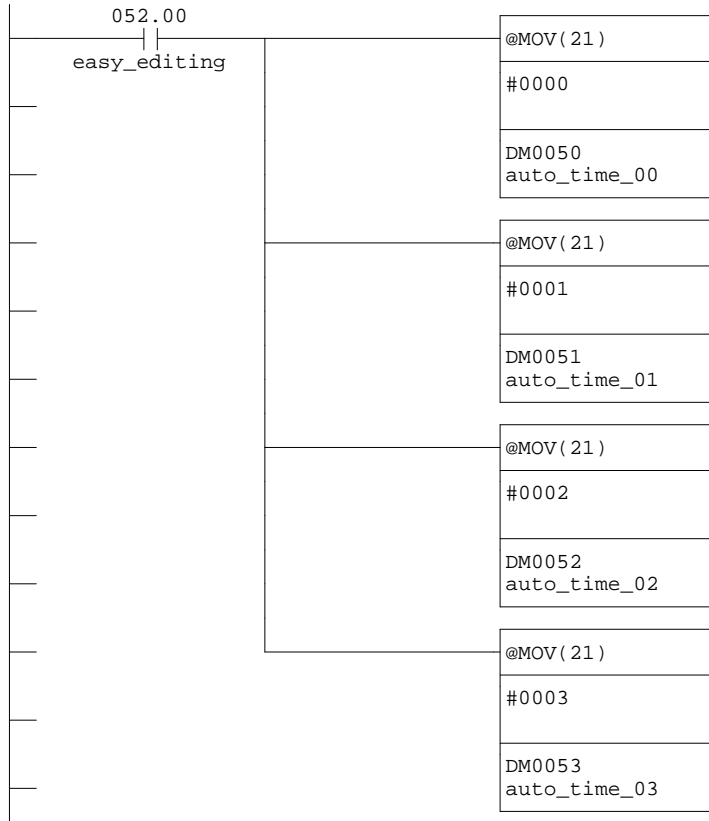 052.00
easy_editing
@MOV(21)
#0000
DM0050
auto_time_00
@MOV(21)
#0001
DM0051
auto_time_01
@MOV(21)
#0002
DM0052
auto_time_02
@MOV(21)
#0003
DM0053
auto_time_03